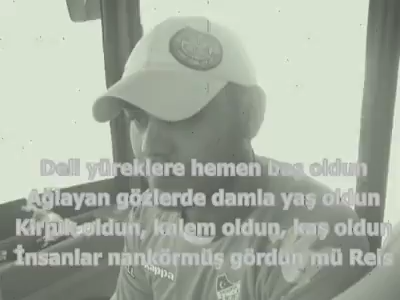 Deli yüreklere hemen baş oldun
Ağlayan gözlerde damla yaş oldun
Kirpik oldun, kalem oldun, kaş oldun
İnsanlar nankörmüş gördün mü Reis
Kappa